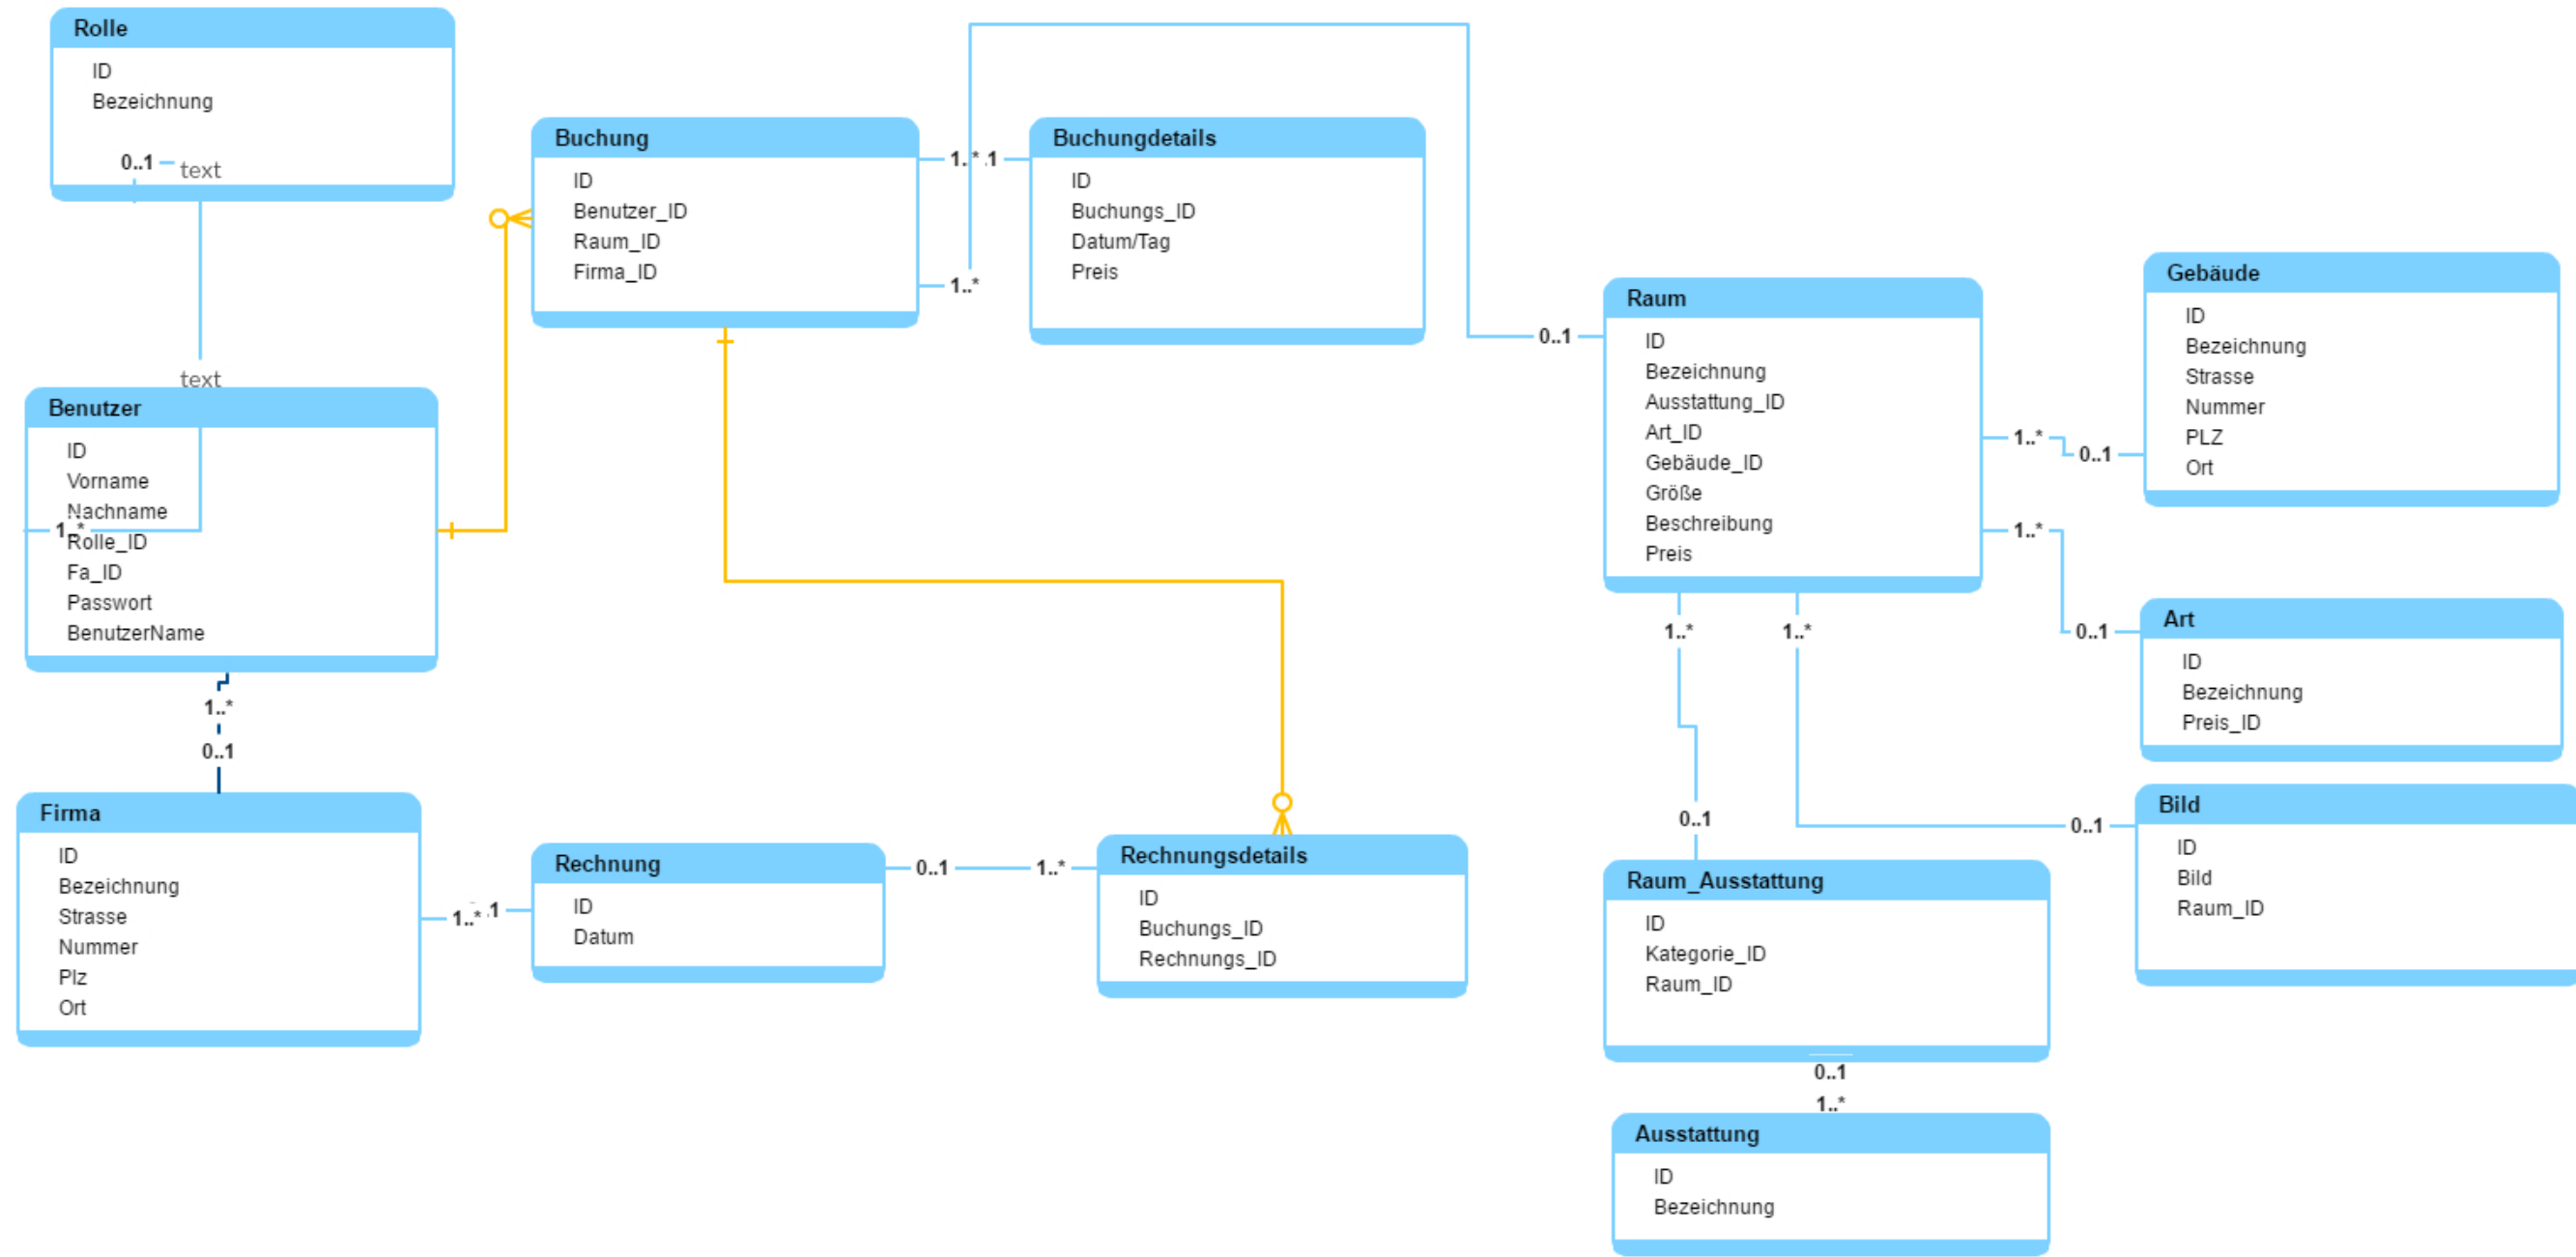 Rolle
ID
Bezeichnung
0..1
text
text
Benutzer
ID
Vorname
Nachname
1..*
Rolle_ID
Fa_ID
Passwort
BenutzerName
1..*
0..1
Firma
ID
Bezeichnung
Strasse
Nummer
Plz
Ort
1..* .1
Rechnung
ID
Datum
0..1
1..*
Rechnungsdetails
ID
Buchungs_ID
Rechnungs_ID
Buchung
ID
Benutzer_ID
Raum_ID
Firma_ID
1..* .1
1..*
Buchungdetails
ID
Buchungs_ID
Datum/Tag
Preis
0..1
Raum
ID
Bezeichnung
Ausstattung_ID
Art_ID
Gebäude_ID
Größe
Beschreibung
Preis
1..*
0..1
1..*
0..1
1..*
1..*
0..1
0..1
Gebäude
ID
Bezeichnung
Strasse
Nummer
PLZ
Ort
Art
ID
Bezeichnung
Preis_ID
Bild
ID
Bild
Raum_ID
Raum_Ausstattung
ID
Kategorie_ID
Raum_ID
0..1
1..*
Ausstattung
ID
Bezeichnung